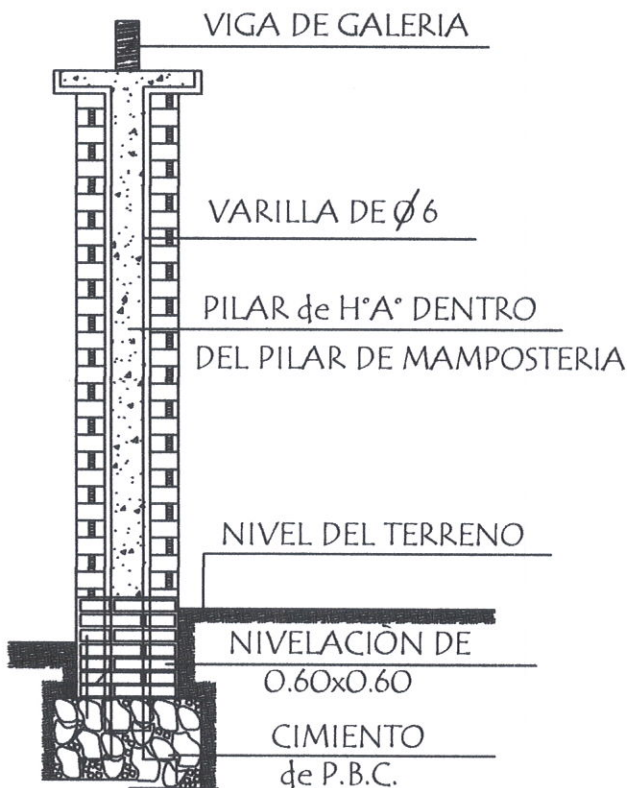 VIGA DE GALERIA
VARILLA DE Ø6
PILAR de H°A° DENTRO
DEL PILAR DE MAMPOSTERIA
NIVEL DEL TERRENO
NIVELACIÒN DE
0.60x0.60
CIMIENTO
de P.B.C.